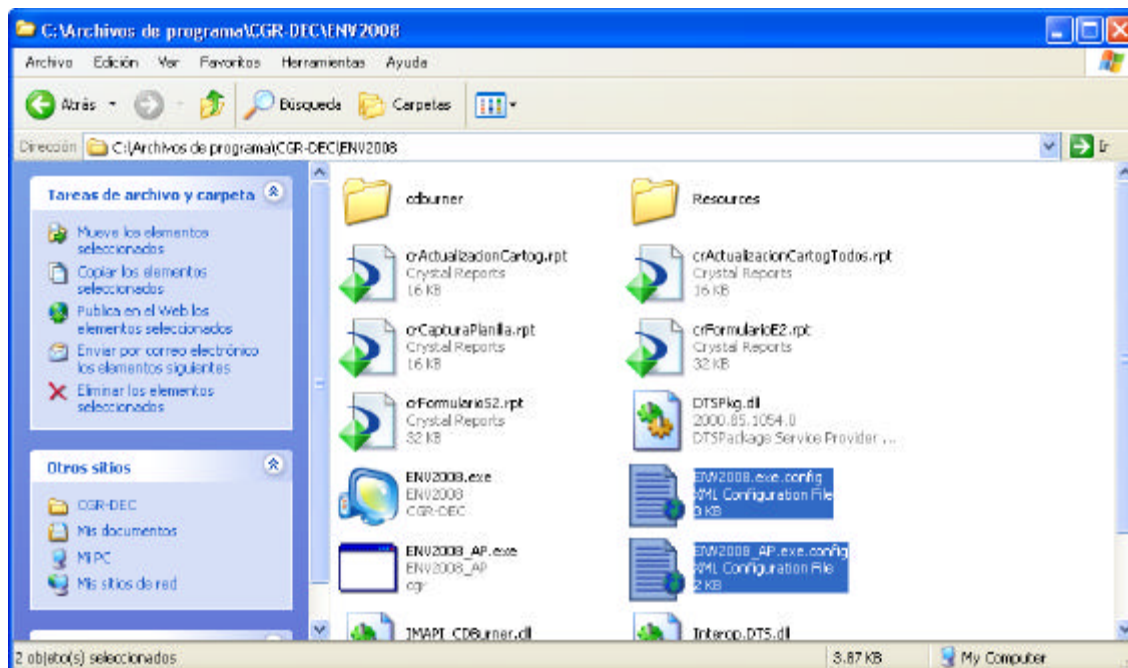 C:\Archivos de programa\CGR-DEC\ENV2008
Archivo Edición Ver Favoritos Herramientas Ayuda
Atrás Búsqueda Carpetas
Dirección C:\Archivos de programa\CGR-DEC\ENV2008 Ir
Tareas de archivo y carpeta
Mueve los elementos
seleccionados
Copiar los elementos
seleccionados
Publica en el Web los
elementos seleccionados
Enviar por correo electrónico
los elementos siguientes
Eliminar los elementos
seleccionados
Otros sitios
CGR-DEC
Mis documentos
Mi PC
Mis sitios de red
cdburner
Resources
crActualizacionCartog.rpt
Crystal Reports
16 KB
crActualizacionCartogTodos.rpt
Crystal Reports
16 KB
crCapturaPlanilla.rpt
Crystal Reports
16 KB
crFormularioE2.rpt
Crystal Reports
32 KB
crFormularioS2.rpt
Crystal Reports
32 KB
DTSPkg.dll
2000.85.1054.0
DTSPackage Service Provider ...
ENV2008.exe
ENV2008
CGR-DEC
ENV2008.exe.config
XML Configuration File
3 KB
ENV2008_AP.exe
ENV2008_AP
cgr
ENV2008_AP.exe.config
XML Configuration File
2 KB
IMAPI_CDBurner.dll
Interop.DTS.dll
2 objeto(s) seleccionados
3.87 KB
My Computer